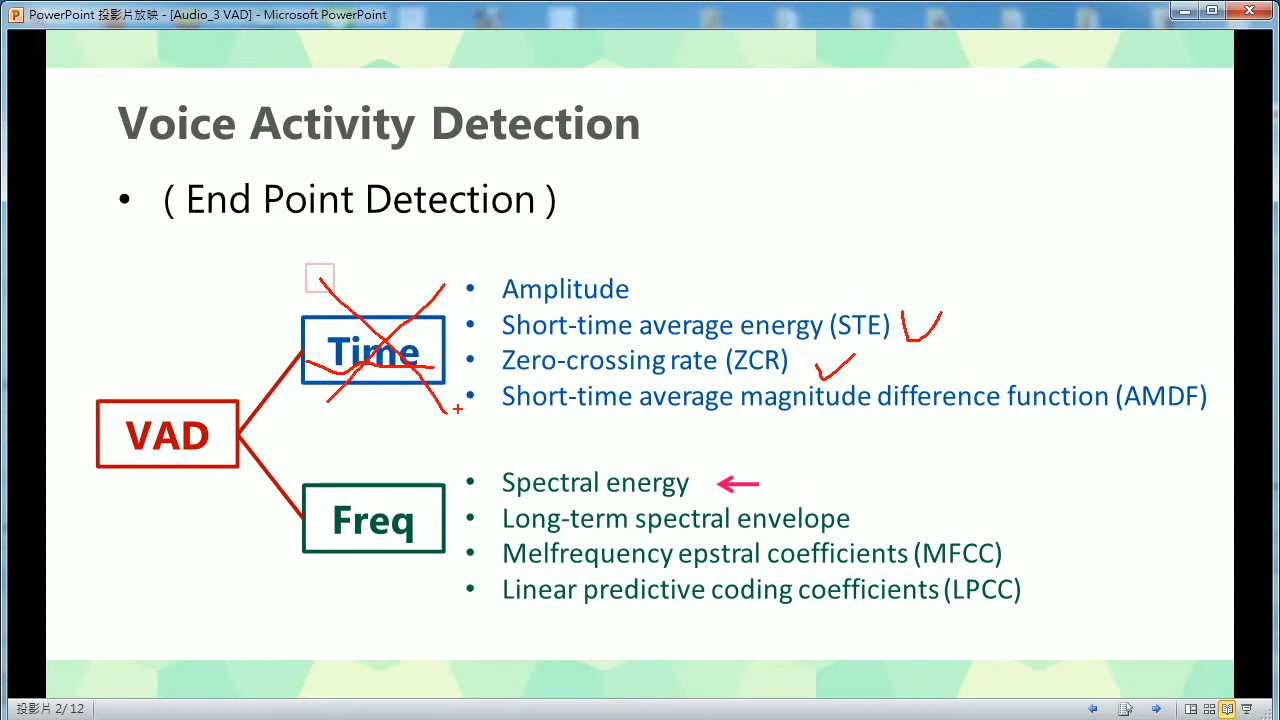 PowerPoint 投影片放映 - [Audio_3 VAD] - Microsoft PowerPoint
Voice Activity Detection
• ( End Point Detection )
• Amplitude
• Short-time average energy (STE)
Time
• Zero-crossing rate (ZCR)
• Short-time average magnitude difference function (AMDF)
VAD
• Spectral energy
• Long-term spectral envelope
Freq
• Melfrequency epstral coefficients (MFCC)
• Linear predictive coding coefficients (LPCC)
投影片 2/ 12